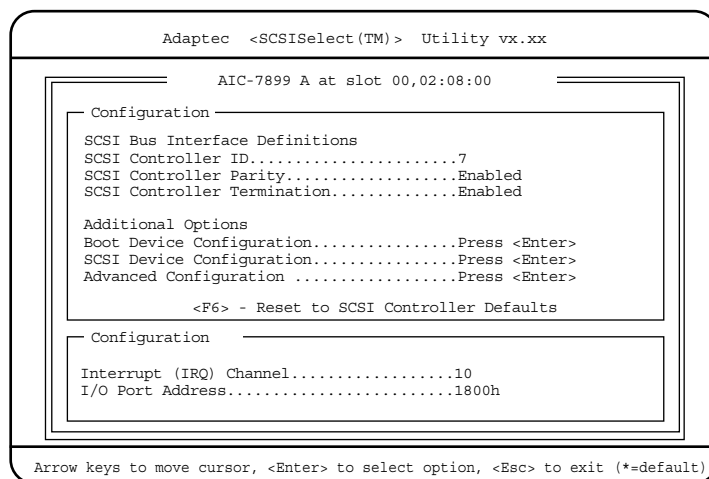 Adaptec <SCSISelect(TM)> Utility vx.xx
AIC-7899 A at slot 00,02:08:00
Configuration
SCSI Bus Interface Definitions
SCSI Controller ID.......................7
SCSI Controller Parity...................Enabled
SCSI Controller Termination..............Enabled
Additional Options
Boot Device Configuration................Press <Enter>
SCSI Device Configuration................Press <Enter>
Advanced Configuration ..................Press <Enter>
<F6> - Reset to SCSI Controller Defaults
Configuration
Interrupt (IRQ) Channel..................10
I/O Port Address.........................1800h
Arrow keys to move cursor, <Enter> to select option, <Esc> to exit (*=default)